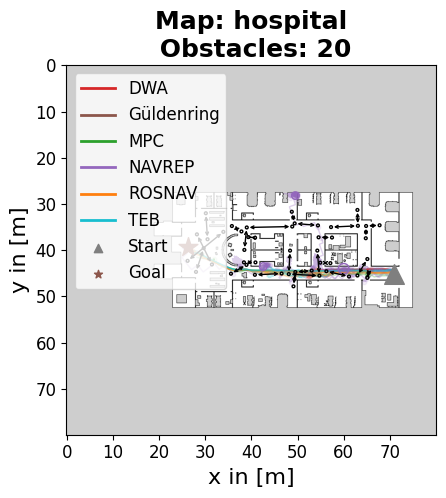 Map: hospital
Obstacles: 20
DWA
Güldenring
MPC
NAVREP
ROSNAV
TEB
Start
Goal
y in [m]
0
10
20
30
40
50
60
70
0 10 20 30 40 50 60 70
x in [m]